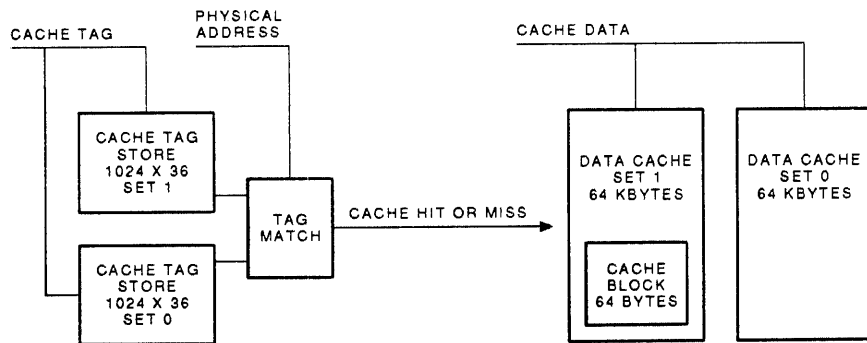 CACHE TAG
PHYSICAL
ADDRESS
CACHE DATA
CACHE TAG
STORE
1024 X 36
SET 1
TAG
MATCH
CACHE HIT OR MISS
CACHE TAG
STORE
1024 X 36
SET 0
DATA CACHE
SET 1
64 KBYTES
CACHE
BLOCK
64 BYTES
DATA CACHE
SET 0
64 KBYTES